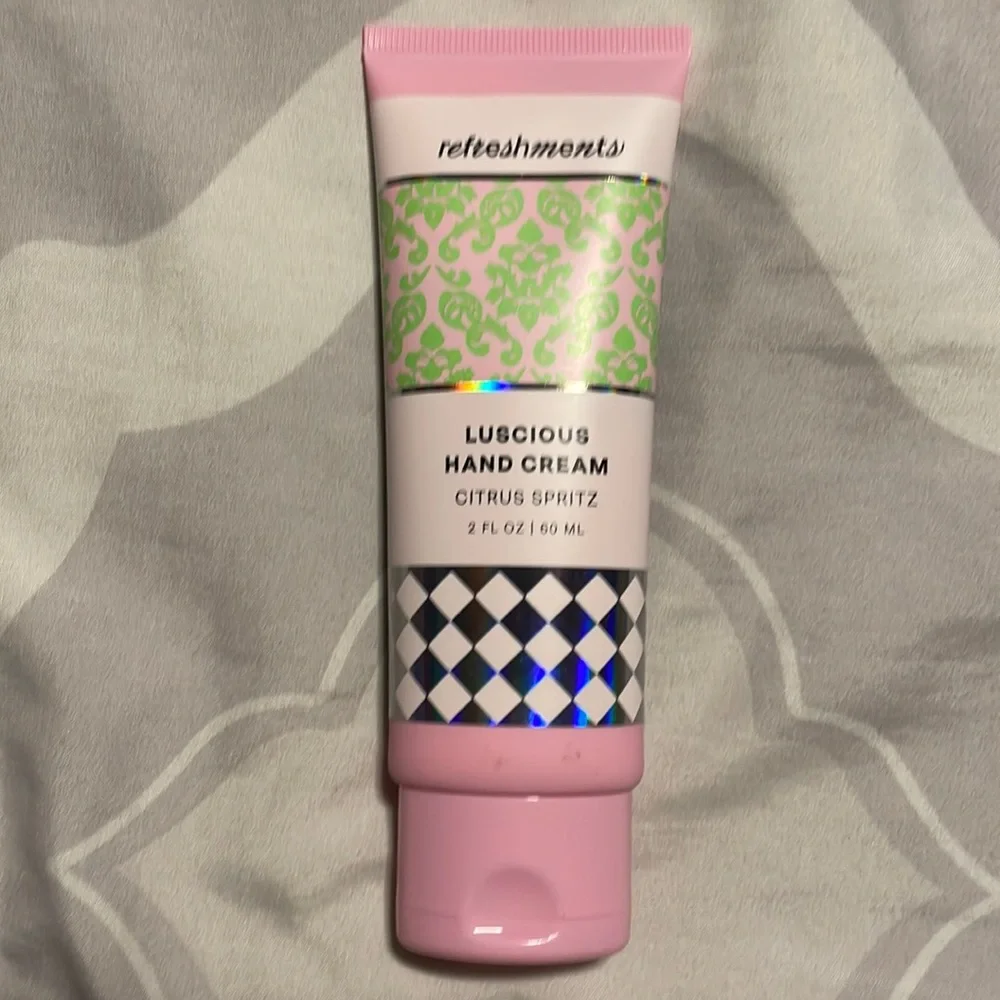 refreshments
LUSCIOUS
HAND CREAM
CITRUS SPRITZ
2 FL OZ | 60 ML